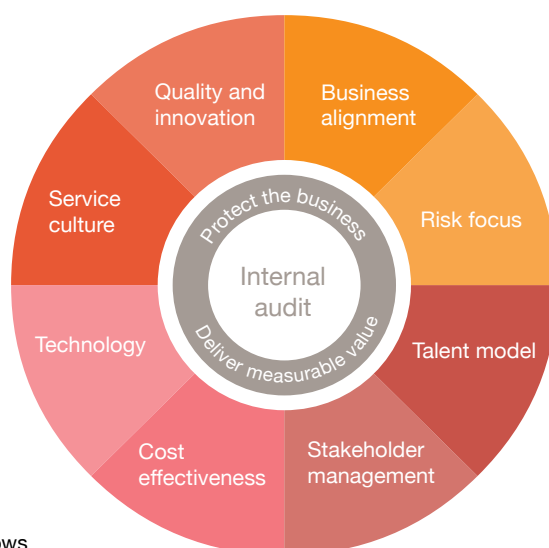 Quality and
innovation
Business
alignment
Service
culture
Risk focus
Protect the business
Internal
audit
Deliver measurable value
Technology
Talent model
Cost
effectiveness
Stakeholder
management
ows